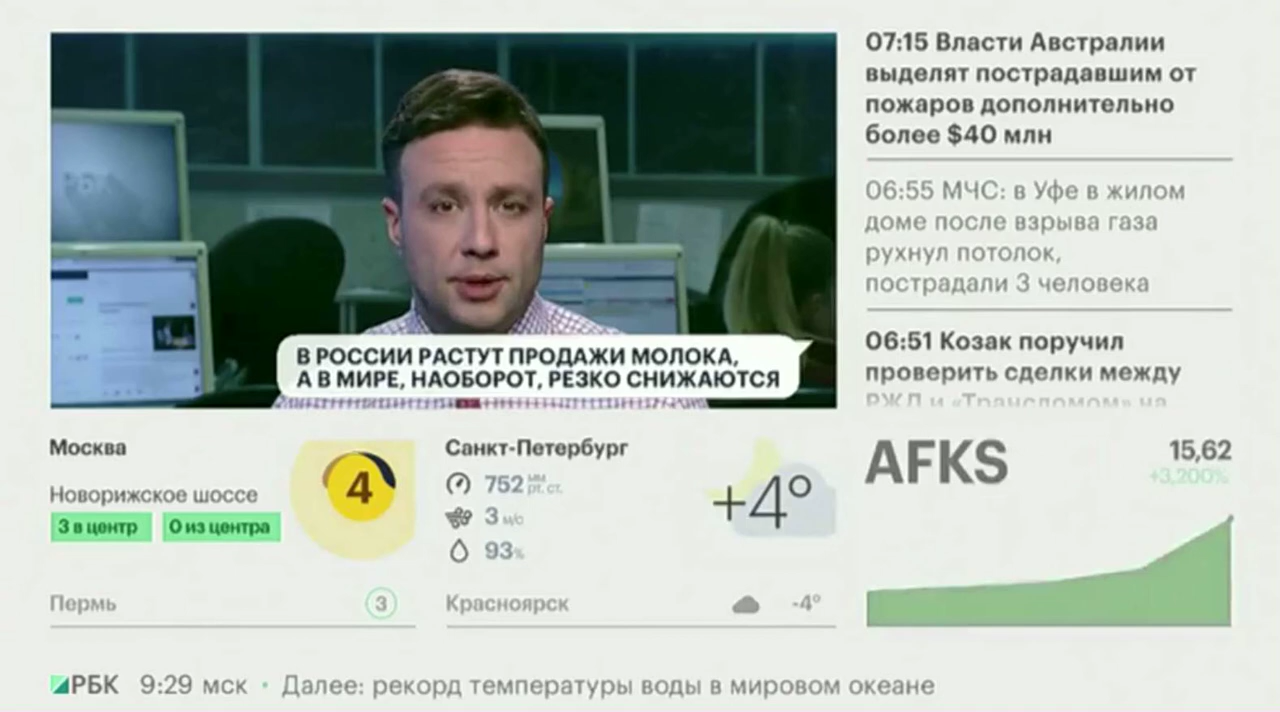 07:15 Власти Австралии
выделят пострадавшим от
пожаров дополнительно
более $40 млн
06:55 МЧС: в Уфе в жилом
доме после взрыва газа
рухнул потолок,
пострадали 3 человека
06:51 Козак поручил
проверить сделки между
РЖД и «Трансломом» на
В РОССИИ РАСТУТ ПРОДАЖИ МОЛОКА,
А В МИРЕ, НАОБОРОТ, РЕЗКО СНИЖАЮТСЯ
Москва
Новорижское шоссе
3 в центр 0 из центра
4
Пермь 3
Санкт-Петербург
752 мм рт. ст.
3 м/с
93%
+4°
Красноярск -4°
AFKS 15,62
+3,200%
РБК 9:29 мск • Далее: рекорд температуры воды в мировом океане